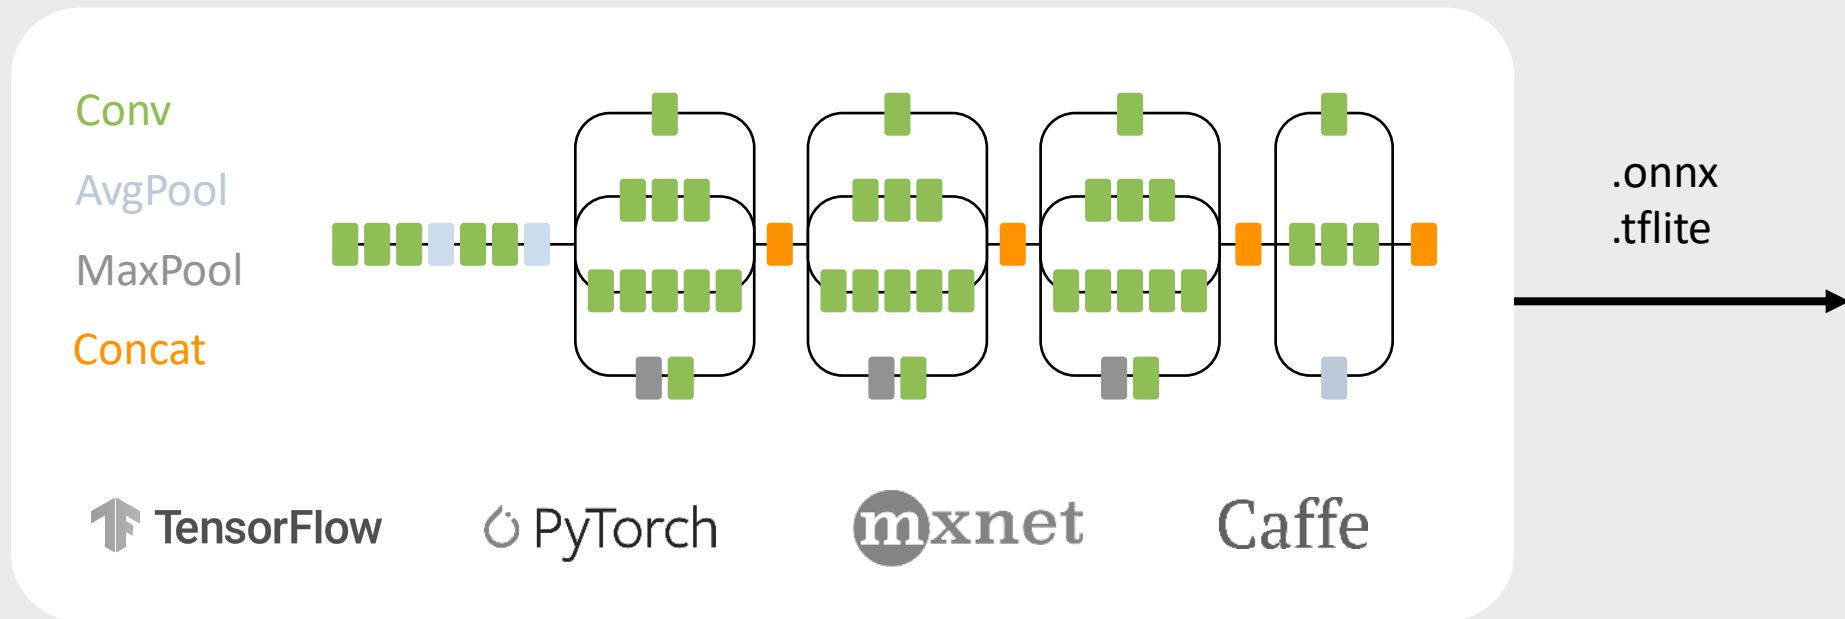 Conv
AvgPool
MaxPool
Concat
.onnx
.tflite
TensorFlow
PyTorch
mxnet
Caffe